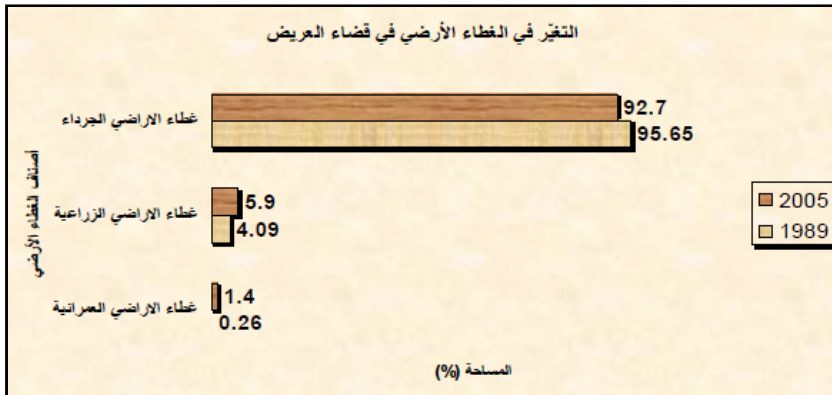 التغيّر في الغطاء الأرضي في قضاء العريض
أصناف الغطاء الأرضي
غطاء الاراضي الجرداء
92.7
95.65
غطاء الاراضي الزراعية
5.9
4.09
غطاء الاراضي العمرانية
1.4
0.26
2005
1989
المساحة (%)